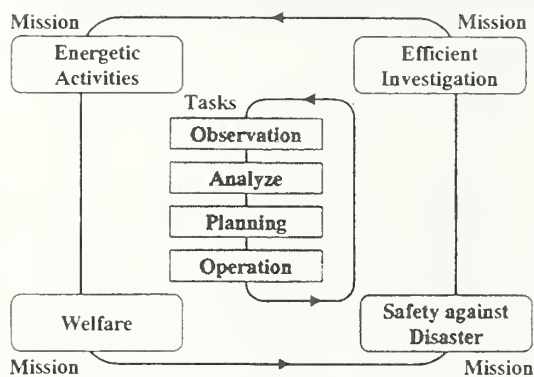 Mission
Mission
Energetic
Activities
Efficient
Investigation
Tasks
Observation
Analyze
Planning
Operation
Welfare
Safety against
Disaster
Mission
Mission